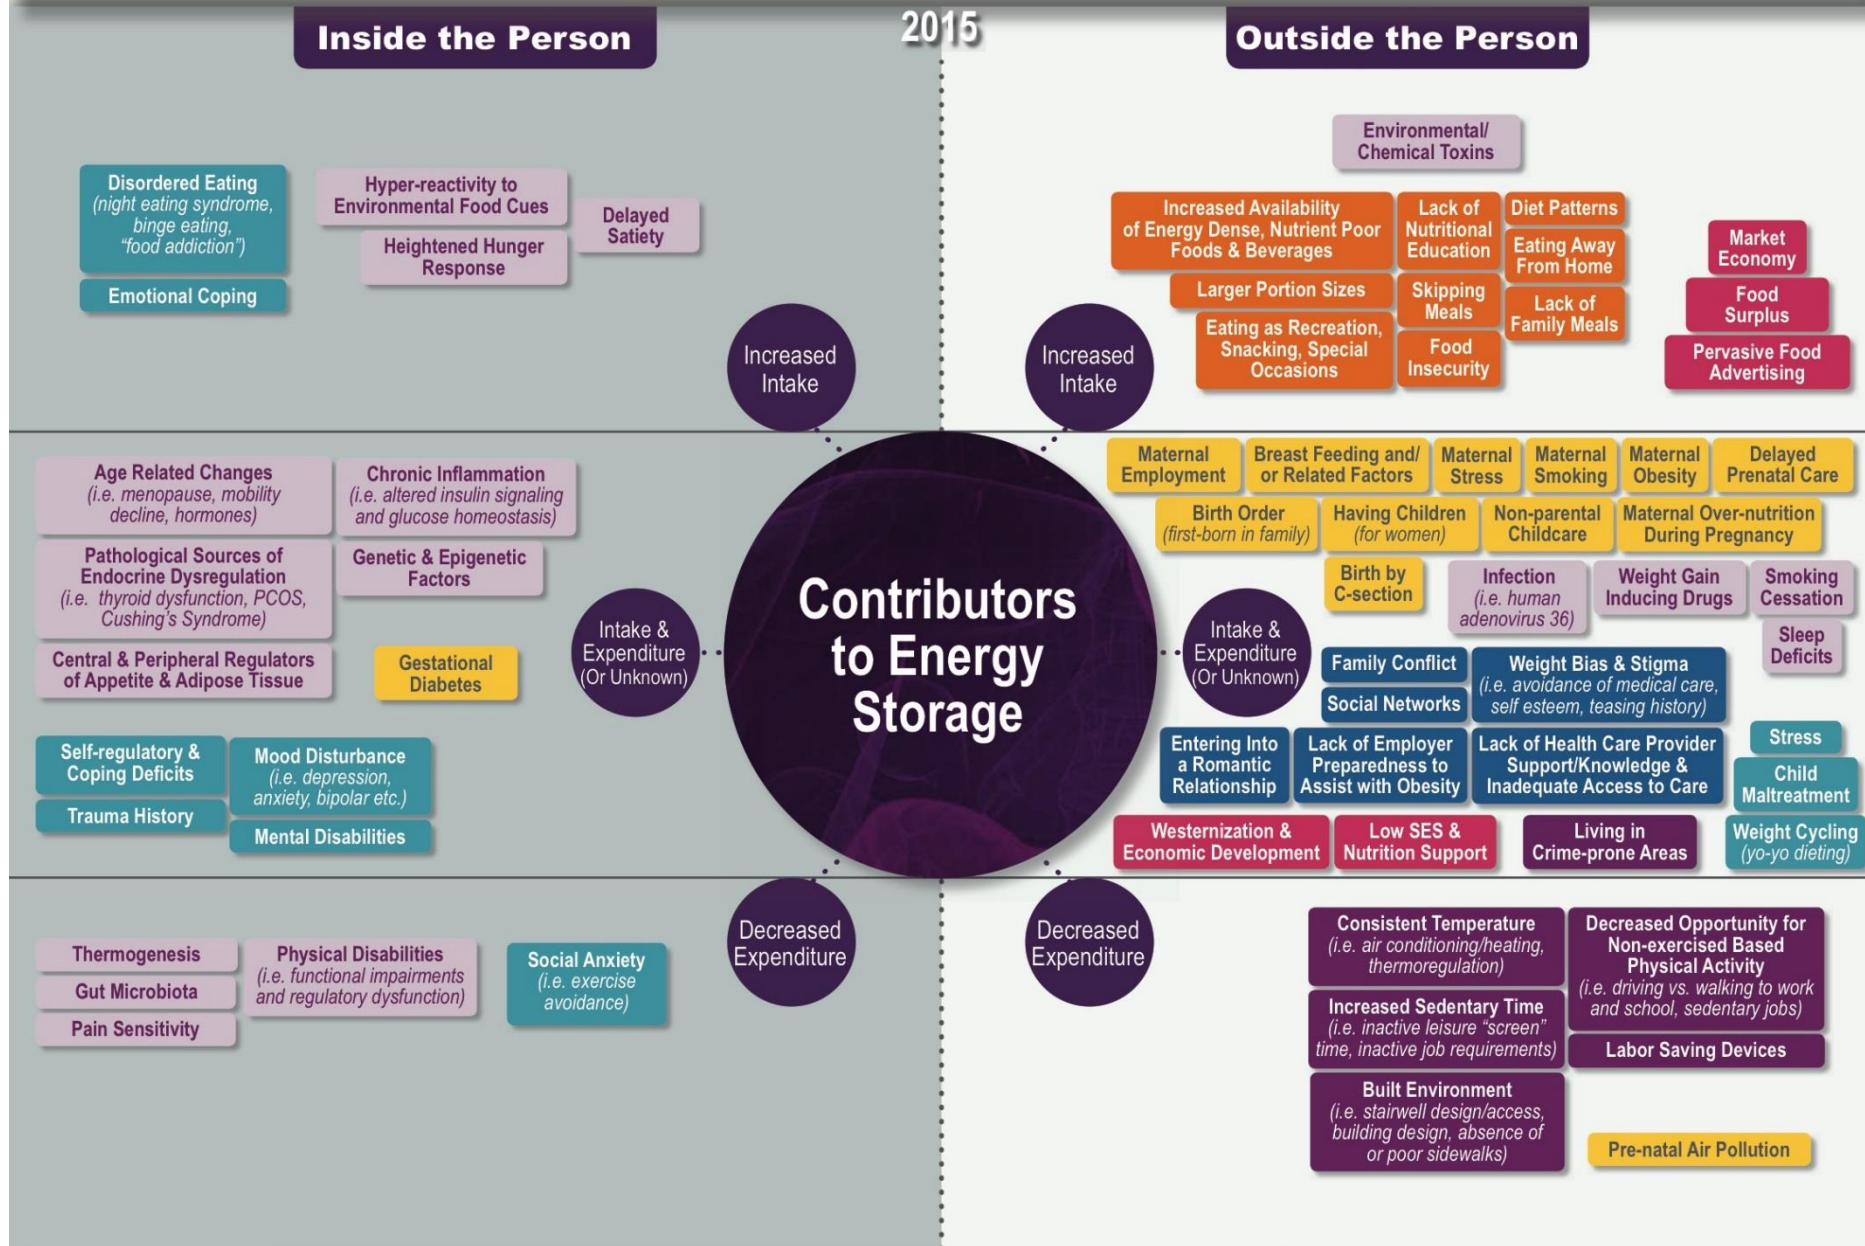 Inside the Person
2015
Outside the Person
Disordered Eating
(night eating syndrome,
binge eating,
“food addiction”)
Emotional Coping
Hyper-reactivity to
Environmental Food Cues
Heightened Hunger
Response
Delayed
Satiety
Increased
Intake
Increased
Intake
Environmental/
Chemical Toxins
Increased Availability
of Energy Dense, Nutrient Poor
Foods & Beverages
Larger Portion Sizes
Eating as Recreation,
Snacking, Special
Occasions
Lack of
Nutritional
Education
Skipping
Meals
Food
Insecurity
Diet Patterns
Eating Away
From Home
Lack of
Family Meals
Market
Economy
Food
Surplus
Pervasive Food
Advertising
Age Related Changes
(i.e. menopause, mobility
decline, hormones)
Chronic Inflammation
(i.e. altered insulin signaling
and glucose homeostasis)
Pathological Sources of
Endocrine Dysregulation
(i.e. thyroid dysfunction, PCOS,
Cushing’s Syndrome)
Genetic & Epigenetic
Factors
Central & Peripheral Regulators
of Appetite & Adipose Tissue
Gestational
Diabetes
Self-regulatory &
Coping Deficits
Trauma History
Mood Disturbance
(i.e. depression,
anxiety, bipolar etc.)
Mental Disabilities
Intake &
Expenditure
(Or Unknown)
Contributors
to Energy
Storage
Intake &
Expenditure
(Or Unknown)
Maternal
Employment
Breast Feeding and/
or Related Factors
Maternal
Stress
Maternal
Smoking
Maternal
Obesity
Delayed
Prenatal Care
Birth Order
(first-born in family)
Having Children
(for women)
Non-parental
Childcare
Maternal Over-nutrition
During Pregnancy
Birth by
C-section
Infection
(i.e. human
adenovirus 36)
Weight Gain
Inducing Drugs
Smoking
Cessation
Sleep
Deficits
Family Conflict
Social Networks
Weight Bias & Stigma
(i.e. avoidance of medical care,
self esteem, teasing history)
Entering Into
a Romantic
Relationship
Lack of Employer
Preparedness to
Assist with Obesity
Lack of Health Care Provider
Support/Knowledge &
Inadequate Access to Care
Stress
Child
Maltreatment
Weight Cycling
(yo-yo dieting)
Westernization &
Economic Development
Low SES &
Nutrition Support
Living in
Crime-prone Areas
Thermogenesis
Gut Microbiota
Pain Sensitivity
Physical Disabilities
(i.e. functional impairments
and regulatory dysfunction)
Social Anxiety
(i.e. exercise
avoidance)
Decreased
Expenditure
Decreased
Expenditure
Consistent Temperature
(i.e. air conditioning/heating,
thermoregulation)
Increased Sedentary Time
(i.e. inactive leisure “screen”
time, inactive job requirements)
Built Environment
(i.e. stairwell design/access,
building design, absence of
or poor sidewalks)
Decreased Opportunity for
Non-exercised Based
Physical Activity
(i.e. driving vs. walking to work
and school, sedentary jobs)
Labor Saving Devices
Pre-natal Air Pollution